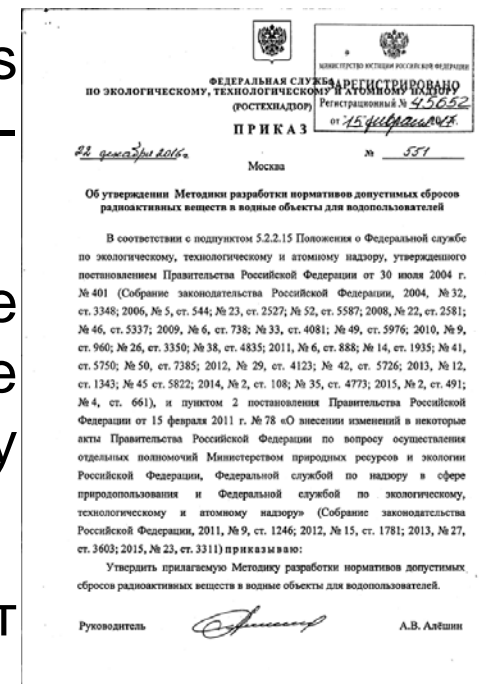 s
e
e
y
т
МИНИСТЕРСТВО ЮСТИЦИИ РОССИЙСКОЙ ФЕДЕРАЦИИ
ЗАРЕГИСТРИРОВАНО
Регистрационный № 45652
от "15 февраля 2017.
ФЕДЕРАЛЬНАЯ СЛУЖБА
ПО ЭКОЛОГИЧЕСКОМУ, ТЕХНОЛОГИЧЕСКОМУ И АТОМНОМУ НАДЗОРУ
(РОСТЕХНАДЗОР)
ПРИКАЗ
22 декабря 2016г.
№ 551
Москва
Об утверждении Методики разработки нормативов допустимых сбросов
радиоактивных веществ в водные объекты для водопользователей
В соответствии с подпунктом 5.2.2.15 Положения о Федеральной службе
по экологическому, технологическому и атомному надзору, утвержденного
постановлением Правительства Российской Федерации от 30 июля 2004 г.
№ 401 (Собрание законодательства Российской Федерации, 2004, № 32,
ст. 3348; 2006, № 5, ст. 544; № 23, ст. 2527; № 52, ст. 5587; 2008, № 22, ст. 2581;
№ 46, ст. 5337; 2009, № 6, ст. 738; № 33, ст. 4081; № 49, ст. 5976; 2010, № 9,
ст. 960; № 26, ст. 3350; № 38, ст. 4835; 2011, № 6, ст. 888; № 14, ст. 1935; № 41,
ст. 5750; № 50, ст. 7385; 2012, № 29, ст. 4123; № 42, ст. 5726; 2013, № 12,
ст. 1343; № 45 ст. 5822; 2014, № 2, ст. 108; № 35, ст. 4773; 2015, № 2, ст. 491;
№ 4, ст. 661), и пунктом 2 постановления Правительства Российской
Федерации от 15 февраля 2011 г. № 78 «О внесении изменений в некоторые
акты Правительства Российской Федерации по вопросу осуществления
отдельных полномочий Министерством природных ресурсов и экологии
Российской Федерации, Федеральной службой по надзору в сфере
природопользования и Федеральной службой по экологическому,
технологическому и атомному надзору» (Собрание законодательства
Российской Федерации, 2011, № 9, ст. 1246; 2012, № 15, ст. 1781; 2013, № 27,
ст. 3603; 2015, № 23, ст. 3311) приказываю:
Утвердить прилагаемую Методику разработки нормативов допустимых
сбросов радиоактивных веществ в водные объекты для водопользователей.
Руководитель
А.В. Алёшин